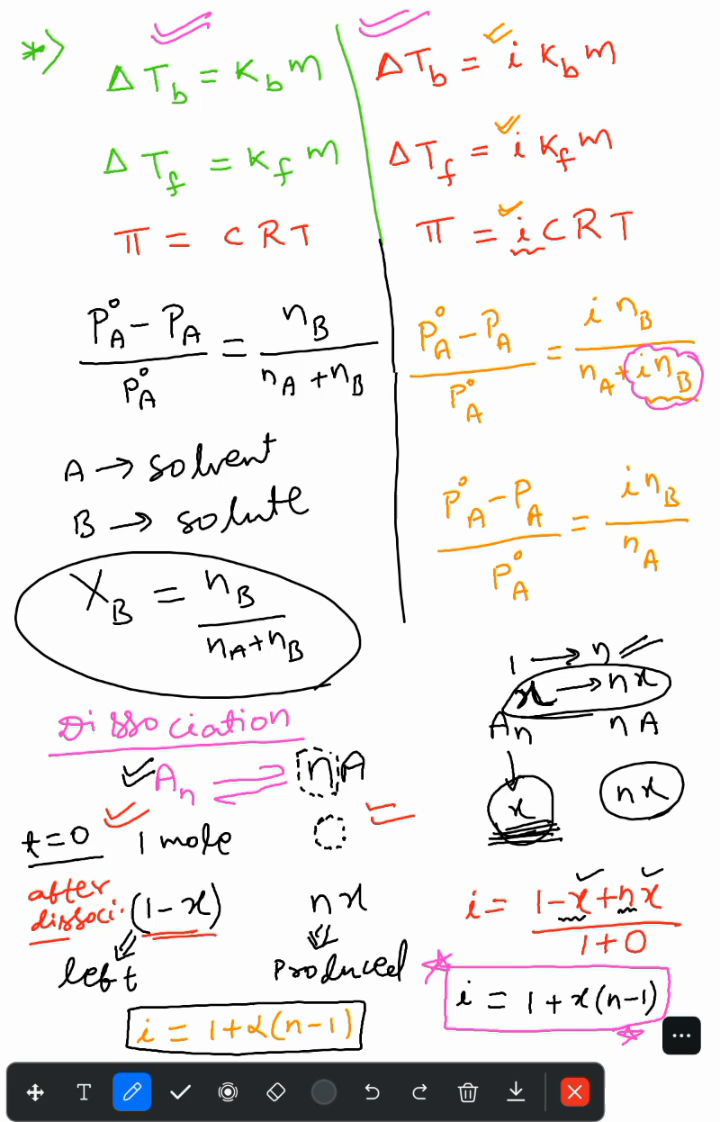 *) ΔT_b = K_b m
ΔT_f = K_f m
π = C R T
(P°_A - P_A) / P°_A = n_B / (n_A + n_B)
A → solvent
B → solute
X_B = n_B / (n_A + n_B)
ΔT_b = i K_b m
ΔT_f = i K_f m
π = i C R T
(P°_A - P_A) / P°_A = i n_B / (n_A + i n_B)
(P°_A - P_A) / P°_A = i n_B / n_A
1 → n
x → nx
A_n nA
x nx
Dissociation
A_n ⇌ nA
t=0 1 mole
after dissoci. (1-x) nx
left Produced
i = (1-x+nx) / (1+0)
i = 1+x(n-1)
i = 1+α(n-1)
T